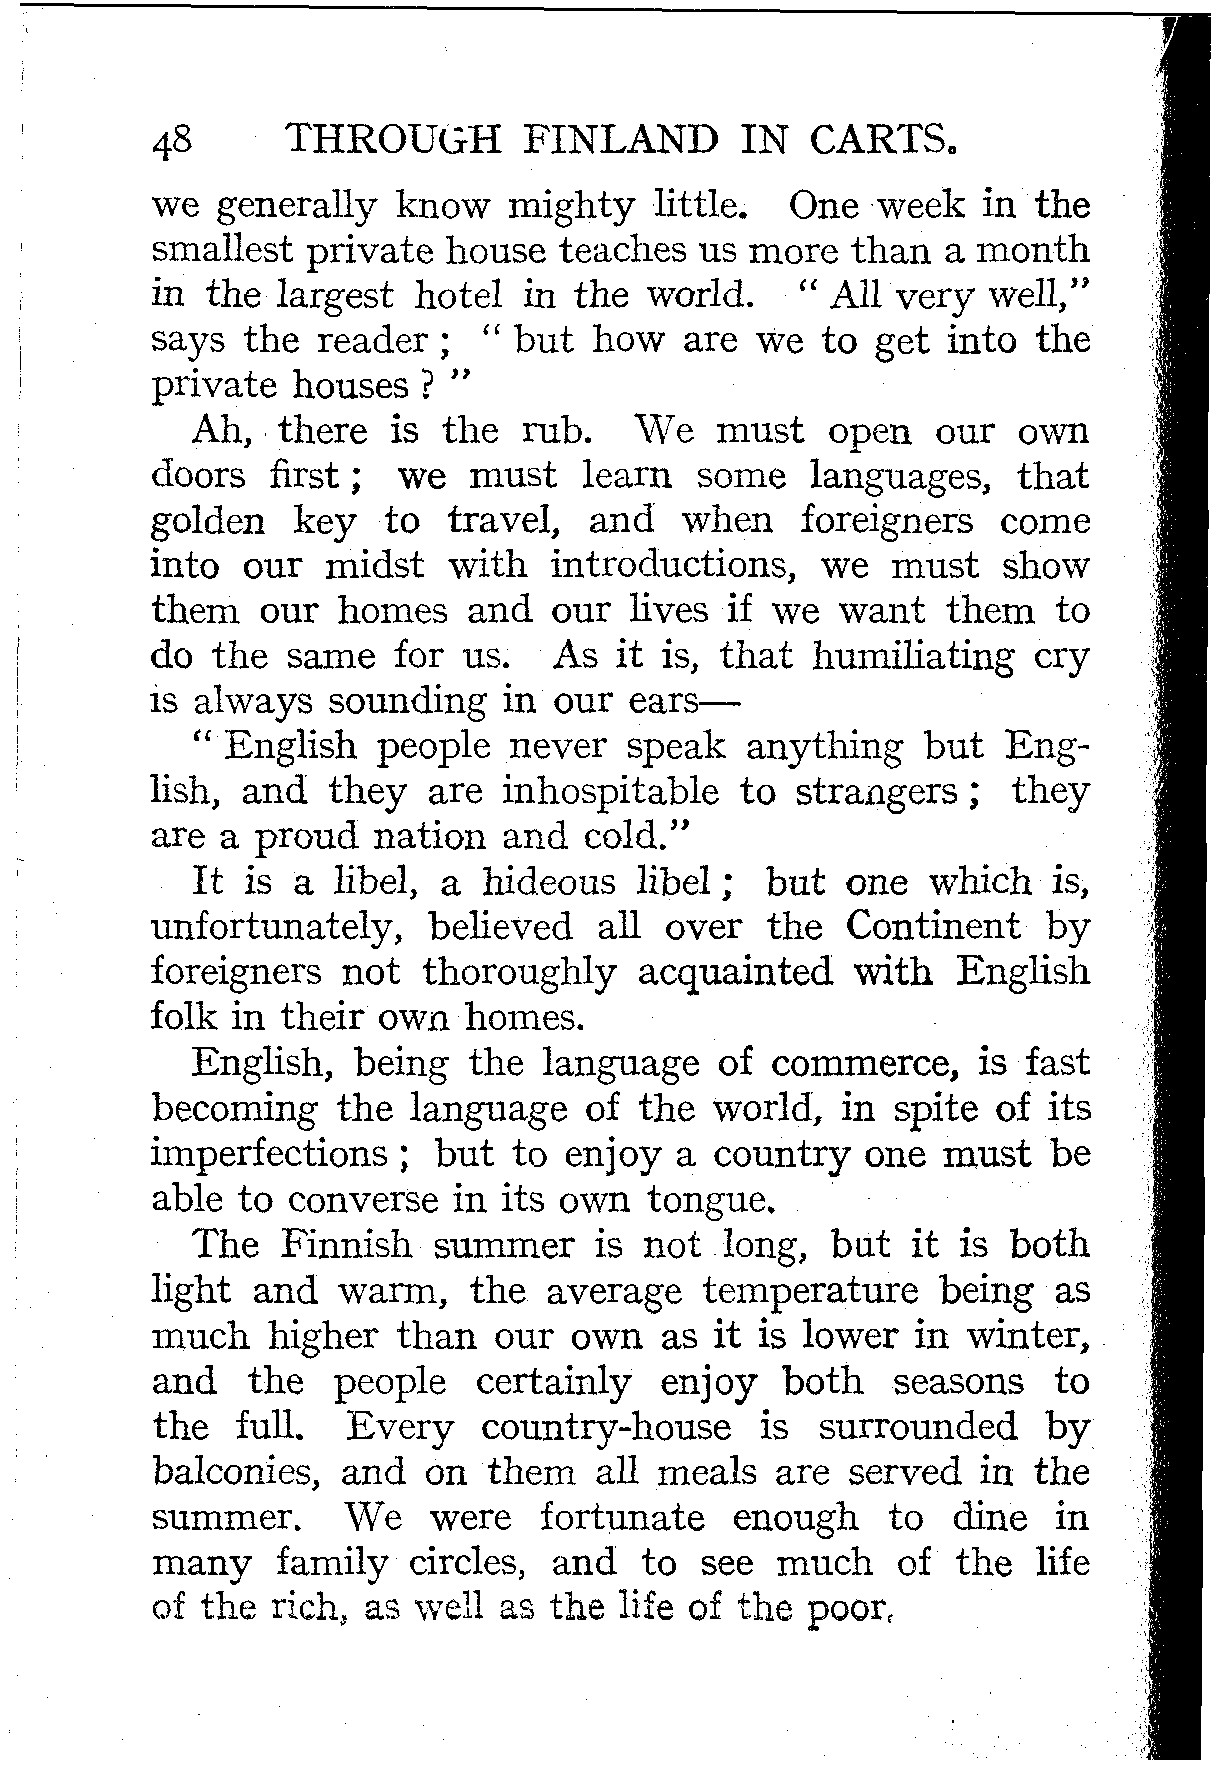 48 THROUGH FINLAND IN CARTS.
we generally know mighty little. One week in the
smallest private house teaches us more than a month
in the largest hotel in the world. “ All very well,”
says the reader ; “ but how are we to get into the
private houses ? ”
Ah, there is the rub. We must open our own
doors first ; we must learn some languages, that
golden key to travel, and when foreigners come
into our midst with introductions, we must show
them our homes and our lives if we want them to
do the same for us. As it is, that humiliating cry
is always sounding in our ears—
“ English people never speak anything but Eng-
lish, and they are inhospitable to strangers ; they
are a proud nation and cold.”
It is a libel, a hideous libel ; but one which is,
unfortunately, believed all over the Continent by
foreigners not thoroughly acquainted with English
folk in their own homes.
English, being the language of commerce, is fast
becoming the language of the world, in spite of its
imperfections ; but to enjoy a country one must be
able to converse in its own tongue.
The Finnish summer is not long, but it is both
light and warm, the average temperature being as
much higher than our own as it is lower in winter,
and the people certainly enjoy both seasons to
the full. Every country-house is surrounded by
balconies, and on them all meals are served in the
summer. We were fortunate enough to dine in
many family circles, and to see much of the life
of the rich, as well as the life of the poor.